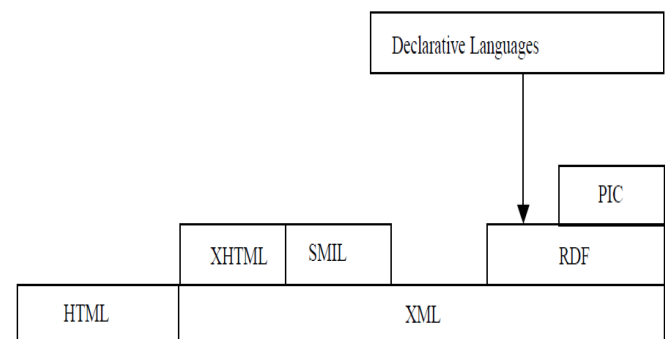 Declarative Languages
PIC
XHTML
SMIL
RDF
HTML
XML